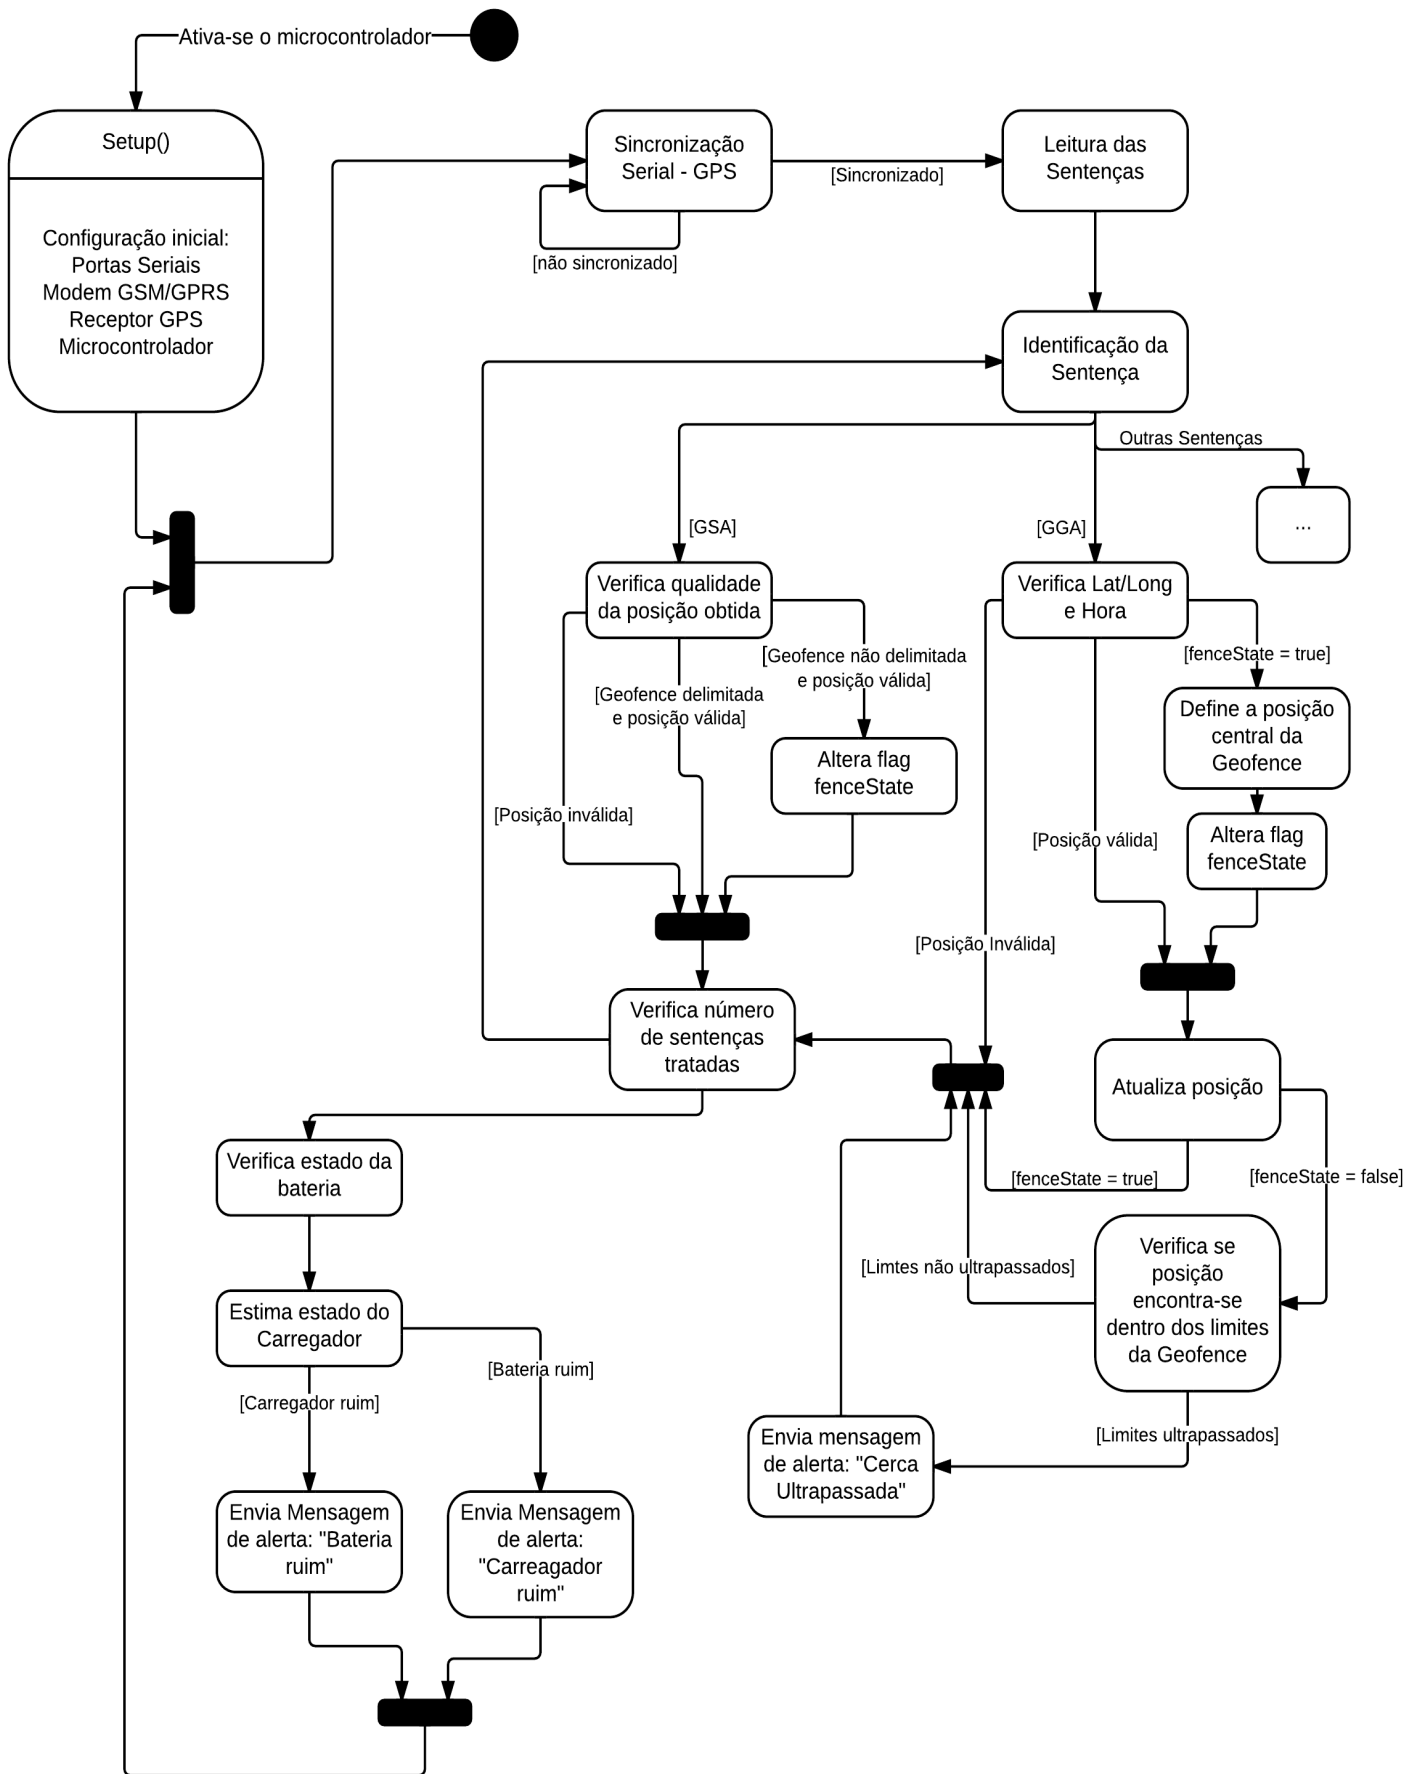 Ativa-se o microcontrolador
Setup()
Configuração inicial:
Portas Seriais
Modem GSM/GPRS
Receptor GPS
Microcontrolador
Sincronização
Serial - GPS
[não sincronizado]
[Sincronizado]
Leitura das
Sentenças
Identificação da
Sentença
Outras Sentenças
...
[GSA]
[GGA]
Verifica qualidade
da posição obtida
Verifica Lat/Long
e Hora
[Geofence não delimitada
e posição válida]
[Geofence delimitada
e posição válida]
[fenceState = true]
Define a posição
central da
Geofence
Altera flag
fenceState
[Posição inválida]
[Posição válida]
Altera flag
fenceState
[Posição Inválida]
Verifica número
de sentenças
tratadas
Atualiza posição
[fenceState = true]
[fenceState = false]
Verifica estado da
bateria
Verifica se
posição
encontra-se
dentro dos limites
da Geofence
[Limtes não ultrapassados]
Estima estado do
Carregador
[Bateria ruim]
[Carregador ruim]
[Limites ultrapassados]
Envia mensagem
de alerta: "Cerca
Ultrapassada"
Envia Mensagem
de alerta: "Bateria
ruim"
Envia Mensagem
de alerta:
"Carreagador
ruim"